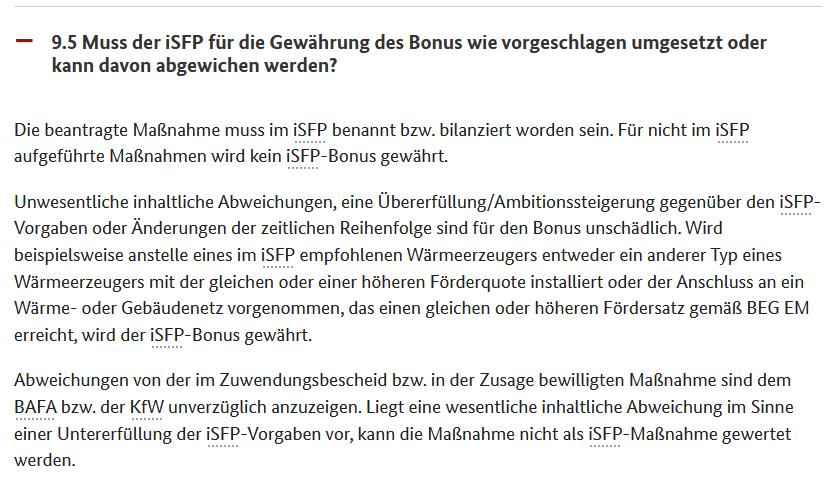 9.5 Muss der iSFP für die Gewährung des Bonus wie vorgeschlagen umgesetzt oder
kann davon abgewichen werden?
Die beantragte Maßnahme muss im iSFP benannt bzw. bilanziert worden sein. Für nicht im iSFP
aufgeführte Maßnahmen wird kein iSFP-Bonus gewährt.
Unwesentliche inhaltliche Abweichungen, eine Übererfüllung/Ambitionssteigerung gegenüber den iSFP-
Vorgaben oder Änderungen der zeitlichen Reihenfolge sind für den Bonus unschädlich. Wird
beispielsweise anstelle eines im iSFP empfohlenen Wärmeerzeugers entweder ein anderer Typ eines
Wärmeerzeugers mit der gleichen oder einer höheren Förderquote installiert oder der Anschluss an ein
Wärme- oder Gebäudenetz vorgenommen, das einen gleichen oder höheren Fördersatz gemäß BEG EM
erreicht, wird der iSFP-Bonus gewährt.
Abweichungen von der im Zuwendungsbescheid bzw. in der Zusage bewilligten Maßnahme sind dem
BAFA bzw. der KfW unverzüglich anzuzeigen. Liegt eine wesentliche inhaltliche Abweichung im Sinne
einer Untererfüllung der iSFP-Vorgaben vor, kann die Maßnahme nicht als iSFP-Maßnahme gewertet
werden.